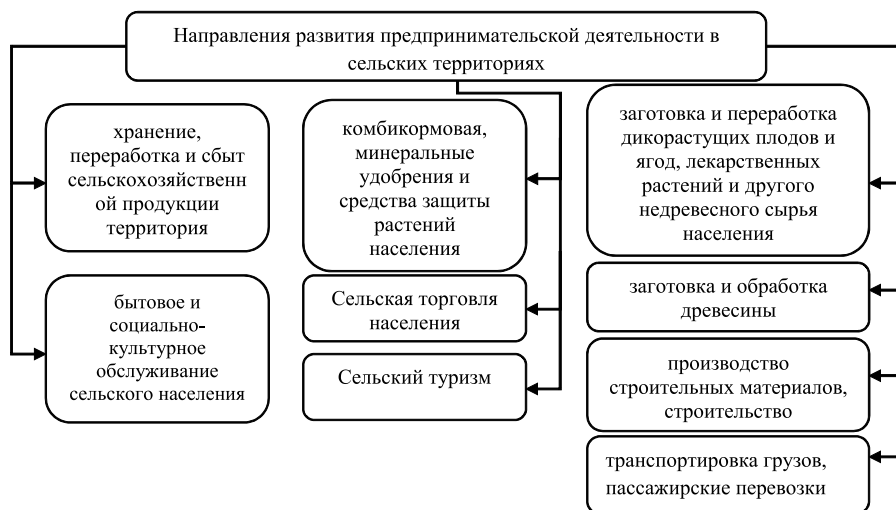 Направления развития предпринимательской деятельности в
сельских территориях
хранение,
переработка и сбыт
сельскохозяйственн
ой продукции
территория
бытовое и
социально-
культурное
обслуживание
сельского населения
комбикормовая,
минеральные
удобрения и
средства защиты
растений
населения
Сельская торговля
населения
Сельский туризм
заготовка и переработка
дикорастущих плодов и
ягод, лекарственных
растений и другого
недревесного сырья
населения
заготовка и обработка
древесины
производство
строительных материалов,
строительство
транспортировка грузов,
пассажирские перевозки